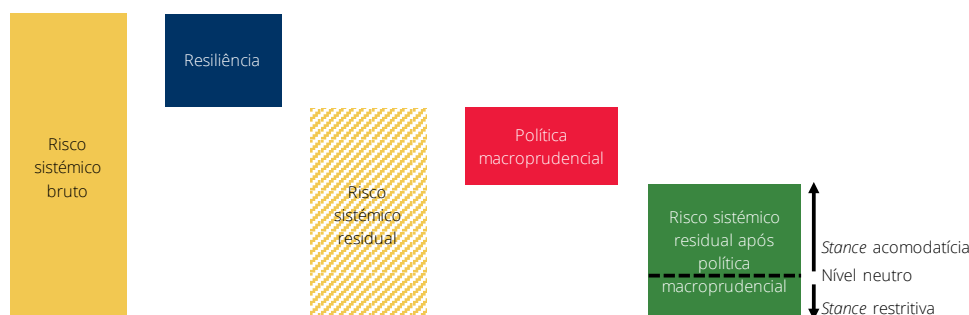 Risco
sistémico
bruto
Resiliência
Risco
sistémico
residual
Política
macroprudencial
Risco sistémico
residual após
política
macroprudencial
Stance acomodatícia
Nível neutro
Stance restritiva